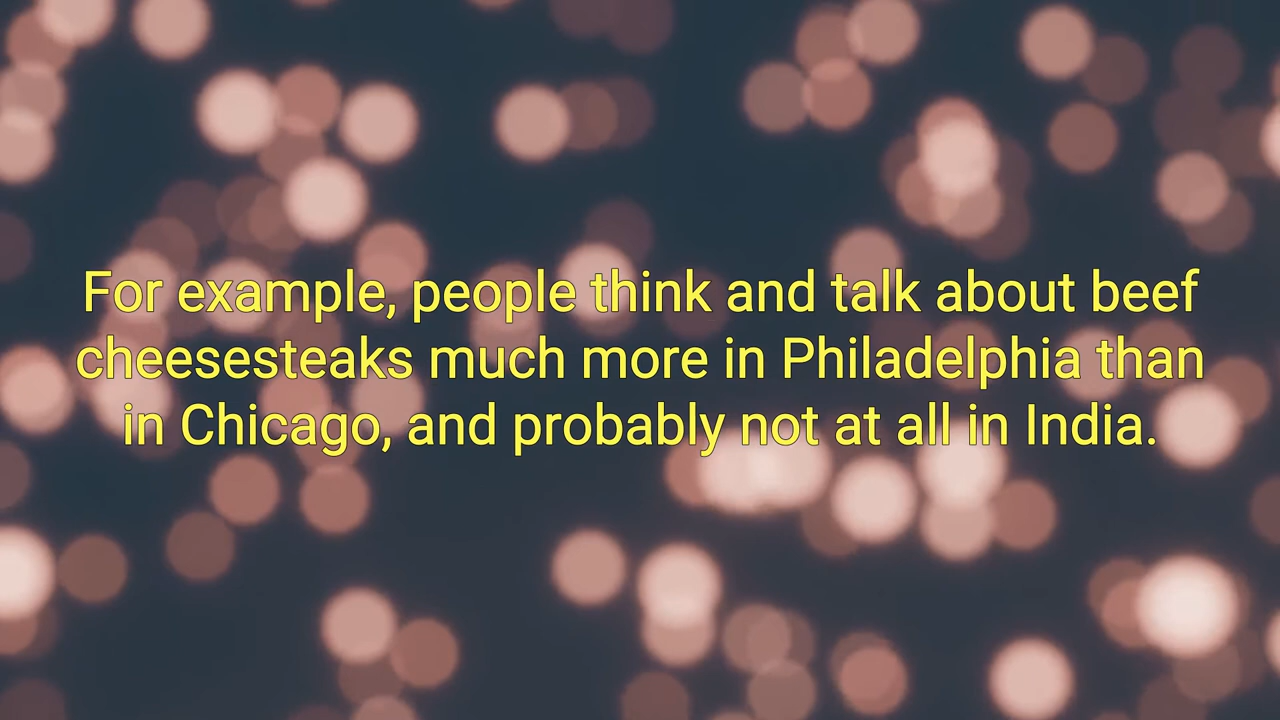 For example, people think and talk about beef
cheesesteaks much more in Philadelphia than
in Chicago, and probably not at all in India.